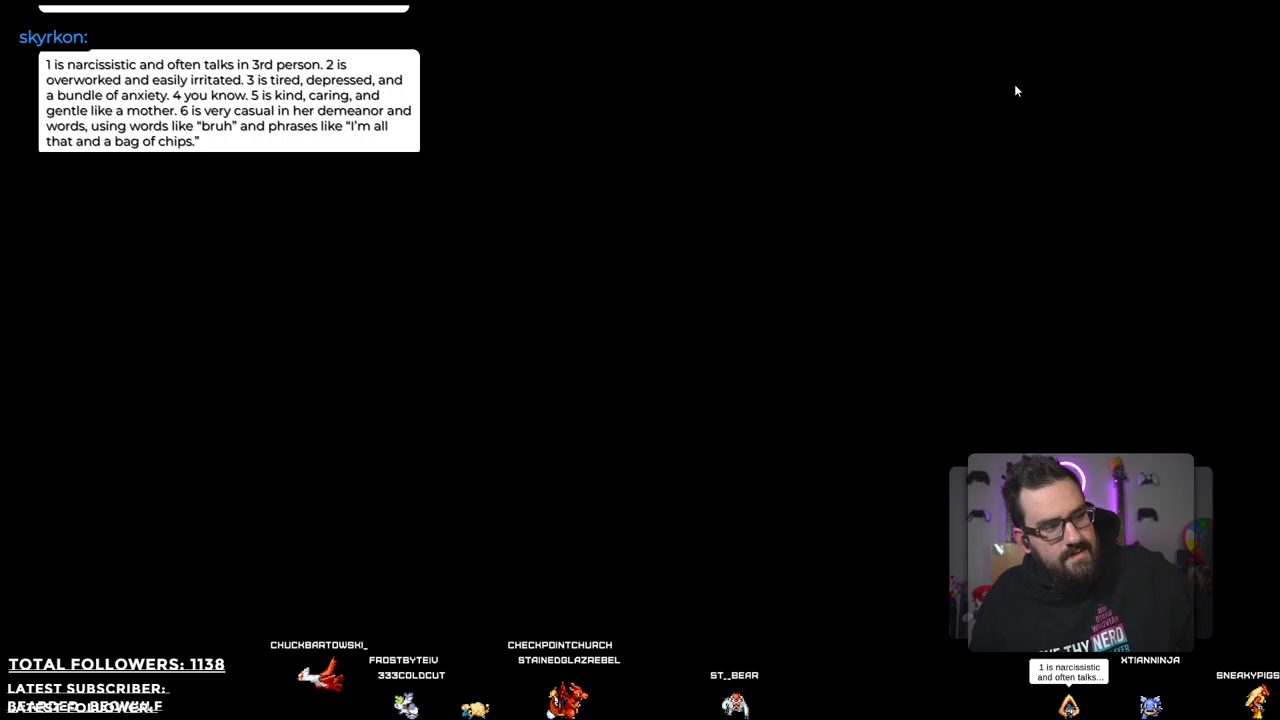 skyrkon:
1 is narcissistic and often talks in 3rd person. 2 is
overworked and easily irritated. 3 is tired, depressed, and
a bundle of anxiety. 4 you know. 5 is kind, caring, and
gentle like a mother. 6 is very casual in her demeanor and
words, using words like “bruh” and phrases like “I’m all
that and a bag of chips.”
NERD
TOTAL FOLLOWERS: 1138
LATEST SUBSCRIBER:
CHUCKBARTOWSKI_
FROSTBYTEIV
333COLDCUT
CHECKPOINTCHURCH
STAINEDGLAZREBEL
ST__BEAR
1 is narcissistic
and often talks...
XTIANNINJA
SNEAKYPIGS